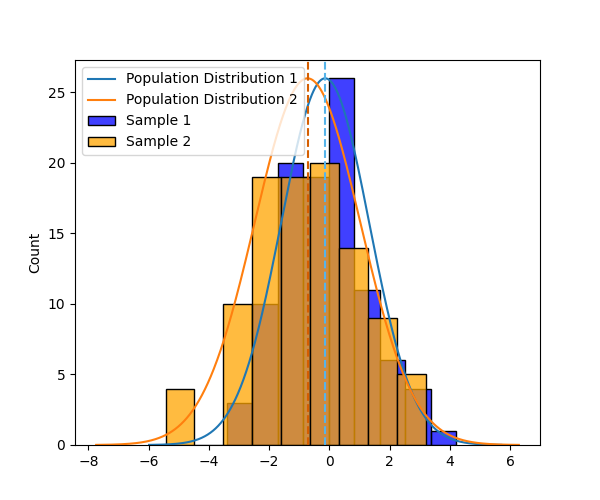 Population Distribution 1
Population Distribution 2
Sample 1
Sample 2
Count
25
20
15
10
5
0
−8 −6 −4 −2 0 2 4 6